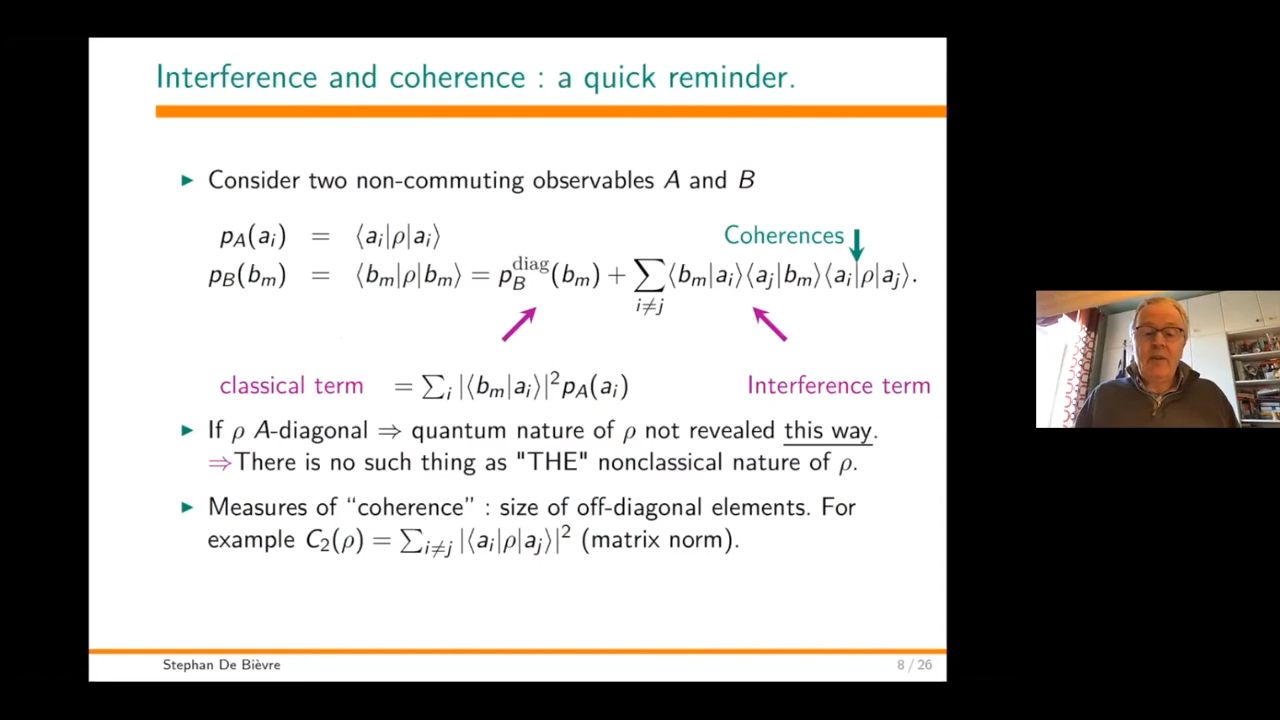 Interference and coherence : a quick reminder.
▶ Consider two non-commuting observables A and B
p_A(a_i) = ⟨a_i|ρ|a_i⟩
Coherences
p_B(b_m) = ⟨b_m|ρ|b_m⟩ = p_B^diag(b_m) + ∑_{i≠j}⟨b_m|a_i⟩⟨a_j|b_m⟩⟨a_i|ρ|a_j⟩.
classical term = ∑_i |⟨b_m|a_i⟩|²p_A(a_i) Interference term
▶ If ρ A-diagonal ⇒ quantum nature of ρ not revealed this way.
⇒There is no such thing as "THE" nonclassical nature of ρ.
▶ Measures of “coherence” : size of off-diagonal elements. For
example C₂(ρ) = ∑_{i≠j} |⟨a_i|ρ|a_j⟩|² (matrix norm).
Stephan De Bièvre 8 / 26